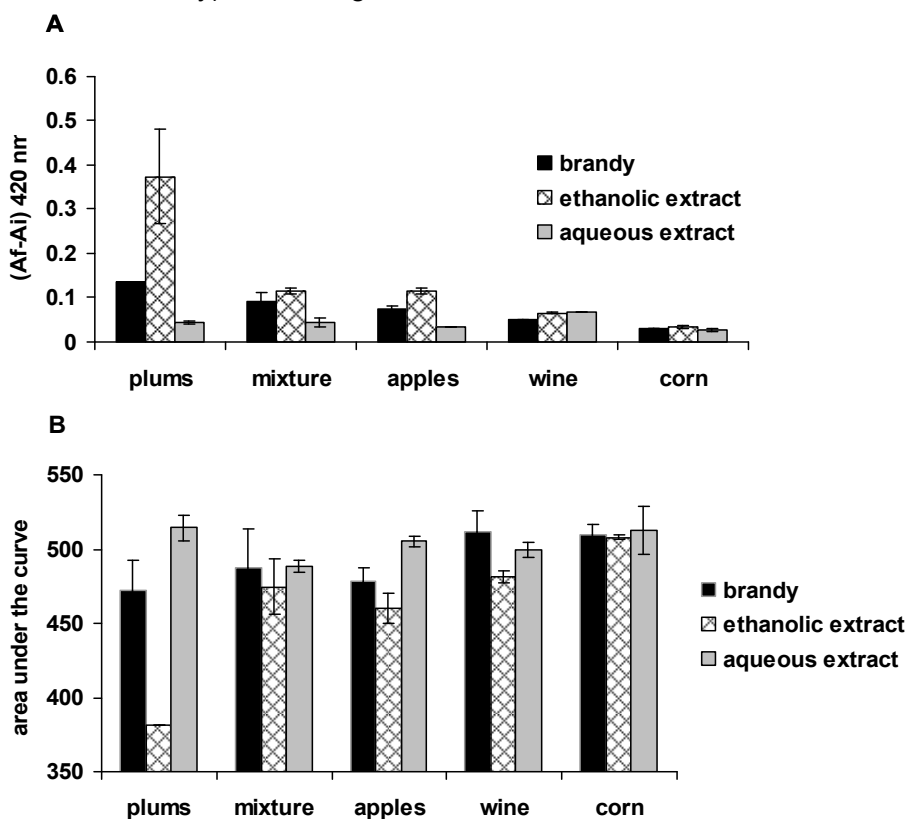 A
0.6
0.5
0.4
0.3
0.2
0.1
0
(Af-Ai) 420 nm
brandy
ethanolic extract
aqueous extract
plums mixture apples wine corn
B
550
500
450
400
350
area under the curve
brandy
ethanolic extract
aqueous extract
plums mixture apples wine corn